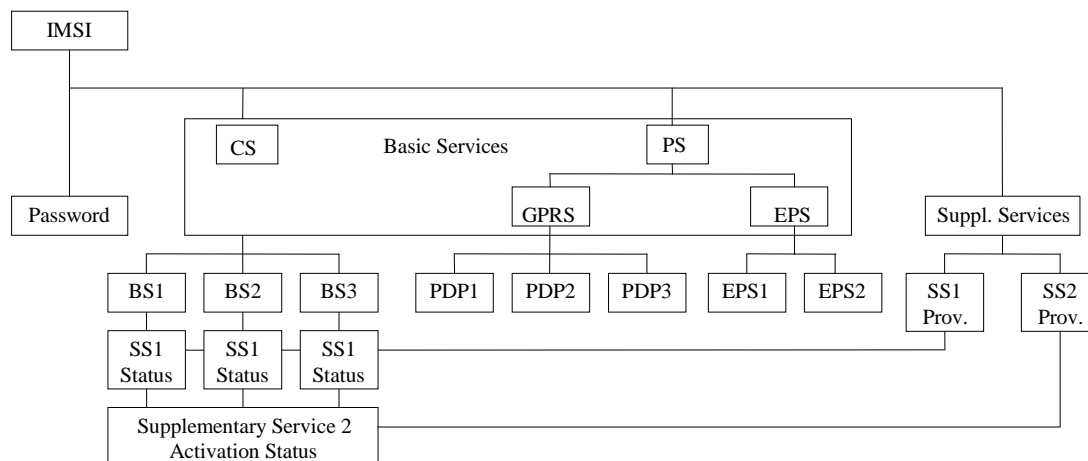 IMSI
CS
Basic Services
PS
Password
GPRS
EPS
Suppl. Services
BS1
BS2
BS3
PDP1
PDP2
PDP3
EPS1
EPS2
SS1
Prov.
SS2
Prov.
SS1
Status
SS1
Status
SS1
Status
Supplementary Service 2
Activation Status